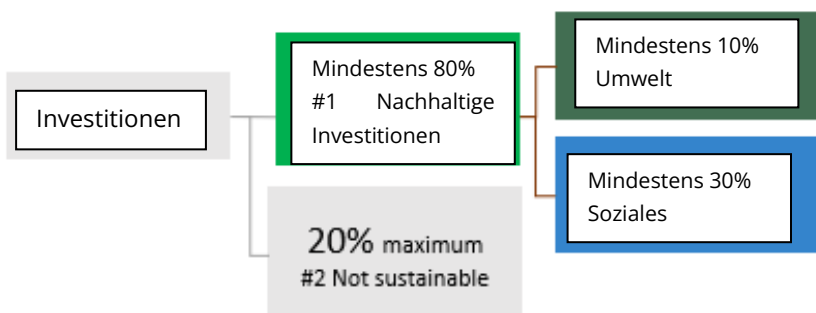 Investitionen
Mindestens 80%
#1 Nachhaltige
Investitionen
20% maximum
#2 Not sustainable
Mindestens 10%
Umwelt
Mindestens 30%
Soziales